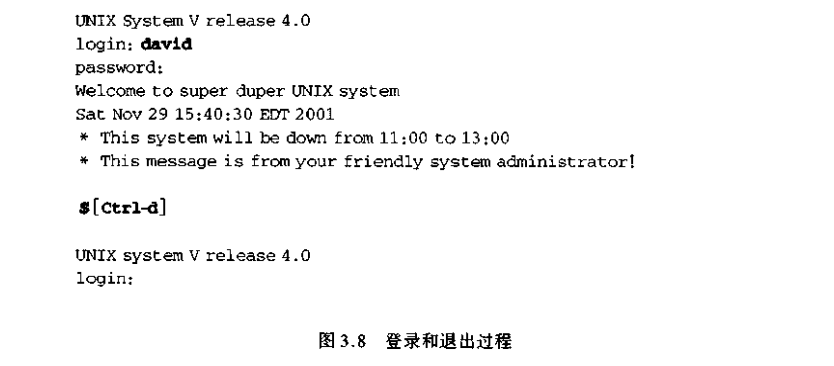 UNIX System V release 4.0
login: david
password:
Welcome to super duper UNIX system
Sat Nov 29 15:40:30 EDT 2001
* This system will be down from 11:00 to 13:00
* This message is from your friendly system administrator!
$[Ctrl-d]
UNIX system V release 4.0
login:
图 3.8 登录和退出过程